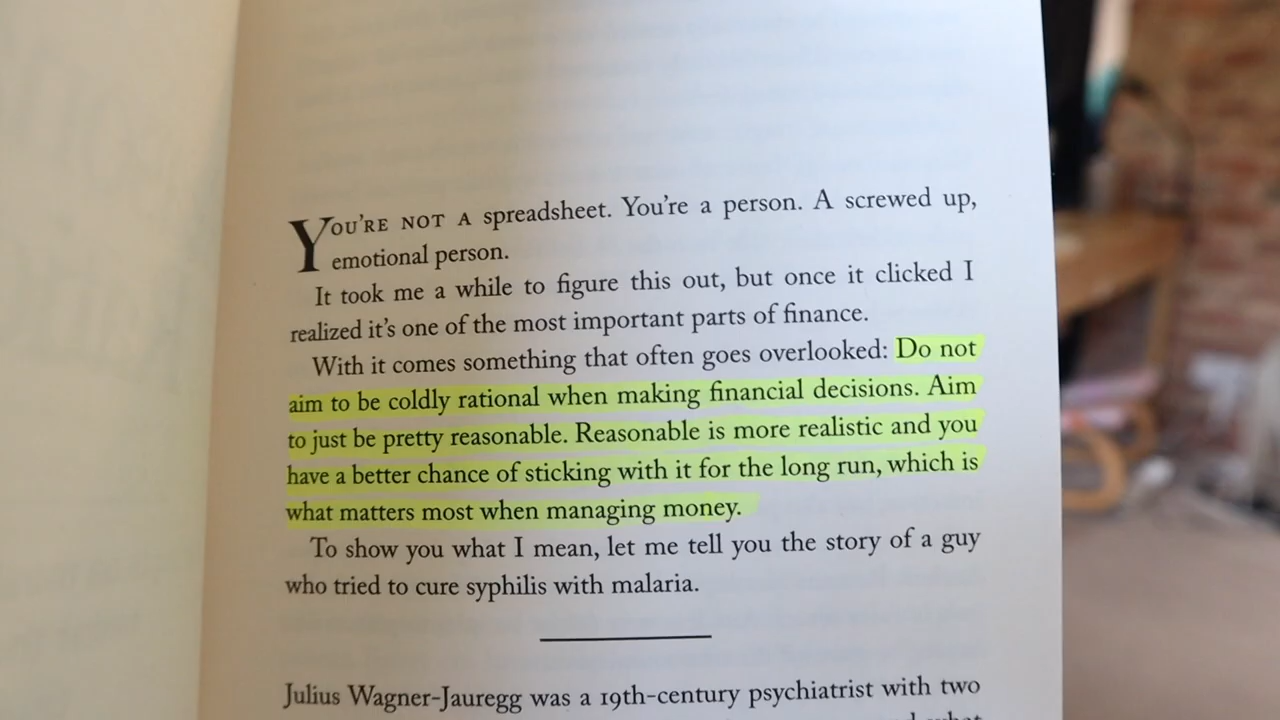 YOU'RE NOT A spreadsheet. You're a person. A screwed up,
emotional person.
It took me a while to figure this out, but once it clicked I
realized it's one of the most important parts of finance.
With it comes something that often goes overlooked: Do not
aim to be coldly rational when making financial decisions. Aim
to just be pretty reasonable. Reasonable is more realistic and you
have a better chance of sticking with it for the long run, which is
what matters most when managing money.
To show you what I mean, let me tell you the story of a guy
who tried to cure syphilis with malaria.
Julius Wagner-Jauregg was a 19th-century psychiatrist with two